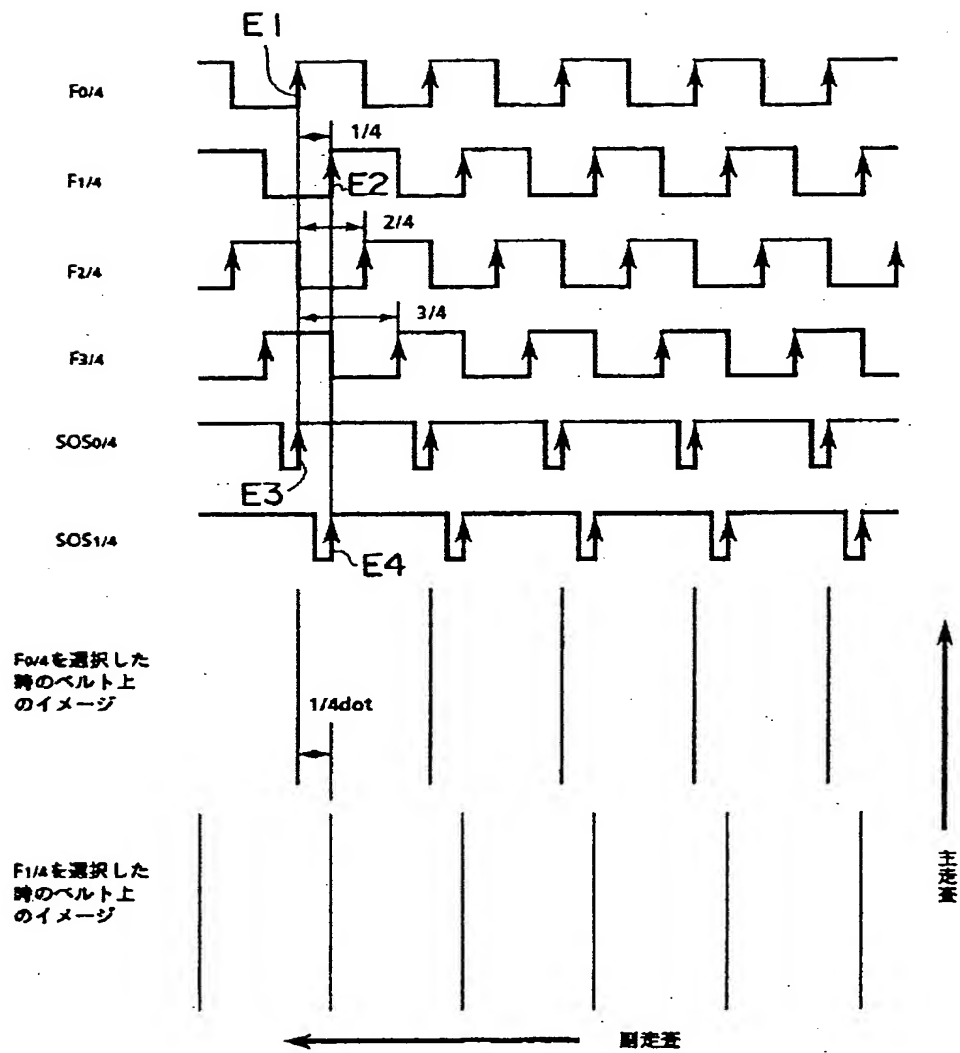 E1
F0/4
1/4
F1/4
E2
2/4
F2/4
3/4
F3/4
SOS0/4
E3
SOS1/4
E4
F0/4を選択した
時のベルト上
のイメージ
1/4dot
F1/4を選択した
時のベルト上
のイメージ
主走査
副走査